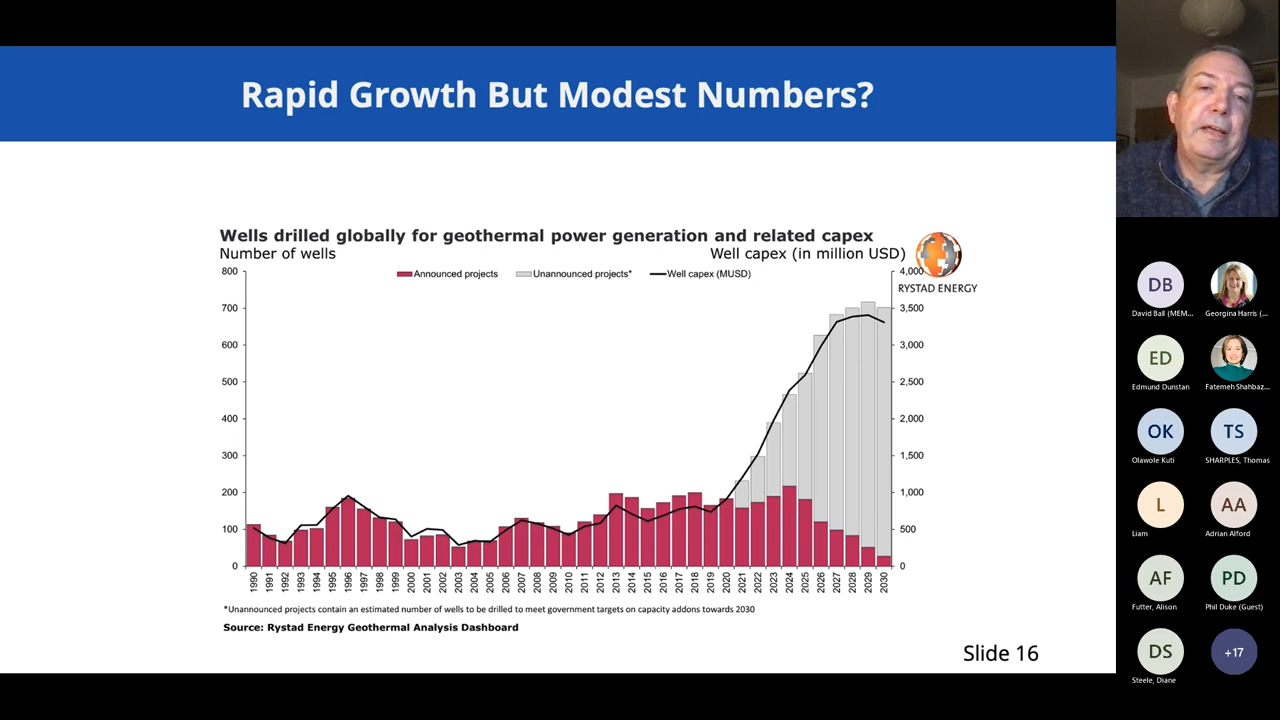 Rapid Growth But Modest Numbers?
Wells drilled globally for geothermal power generation and related capex
Number of wells
Well capex (in million USD)
RYSTAD ENERGY
Announced projects
Unannounced projects*
Well capex (MUSD)
800
700
600
500
400
300
200
100
0
4,000
3,500
3,000
2,500
2,000
1,500
1,000
500
0
1990 1991 1992 1993 1994 1995 1996 1997 1998 1999 2000 2001 2002 2003 2004 2005 2006 2007 2008 2009 2010 2011 2012 2013 2014 2015 2016 2017 2018 2019 2020 2021 2022 2023 2024 2025 2026 2027 2028 2029 2030
*Unannounced projects contain an estimated number of wells to be drilled to meet government targets on capacity addons towards 2030
Source: Rystad Energy Geothermal Analysis Dashboard
Slide 16
DB
David Ball (MEM...
Georgina Harris (...
ED
Edmund Dunstan
Fatemeh Shahbaz...
OK
Olawole Kuti
TS
SHARPLES, Thomas
L
Liam
AA
Adrian Alford
AF
Futter, Alison
PD
Phil Duke (Guest)
DS
Steele, Diane
+17